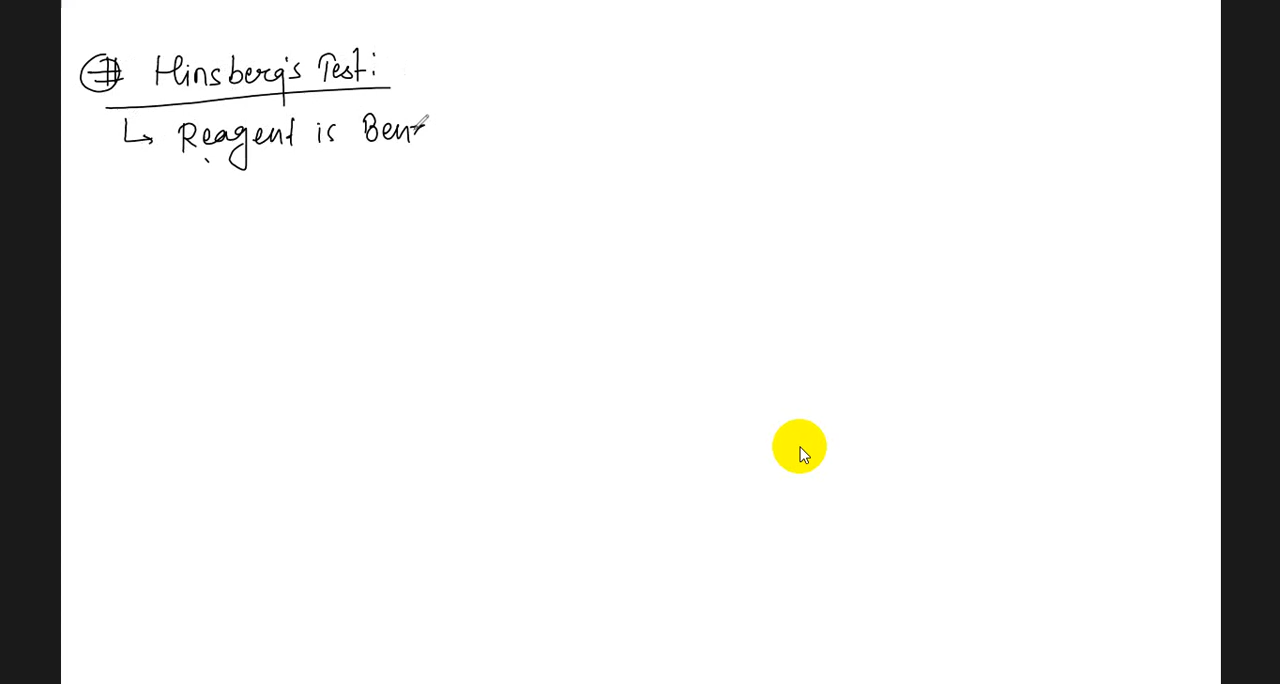 # Hinsberg's Test:
↳ Reagent is Ben